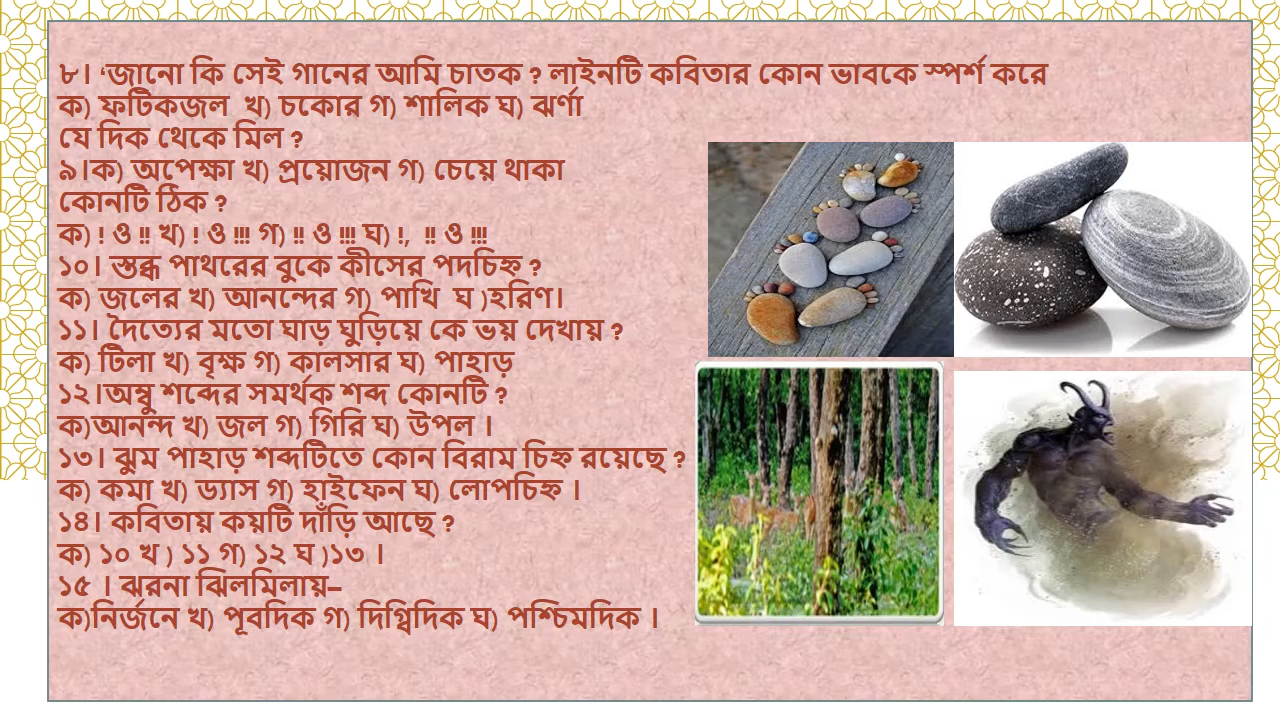 ৮। ‘জানো কি সেই গানের আমি চাতক ? লাইনটি কবিতার কোন ভাবকে স্পর্শ করে
ক) ফটিকজল খ) চকোর গ) শালিক ঘ) ঝর্ণা
যে দিক থেকে মিল ?
৯।ক) অপেক্ষা খ) প্রয়োজন গ) চেয়ে থাকা
কোনটি ঠিক ?
ক) ! ও !! খ) ! ও !!! গ) !! ও !!! ঘ) !, !! ও !!!
১০। স্তব্ধ পাথরের বুকে কীসের পদচিহ্ন ?
ক) জলের খ) আনন্দের গ) পাখি ঘ )হরিণ।
১১। দৈত্যের মতো ঘাড় ঘুড়িয়ে কে ভয় দেখায় ?
ক) টিলা খ) বৃক্ষ গ) কালসার ঘ) পাহাড়
১২।অম্বু শব্দের সমর্থক শব্দ কোনটি ?
ক)আনন্দ খ) জল গ) গিরি ঘ) উপল ।
১৩। ঝুম পাহাড় শব্দটিতে কোন বিরাম চিহ্ন রয়েছে ?
ক) কমা খ) ড্যাস গ) হাইফেন ঘ) লোপচিহ্ন ।
১৪। কবিতায় কয়টি দাঁড়ি আছে ?
ক) ১০ খ ) ১১ গ) ১২ ঘ )১৩ ।
১৫ । ঝরনা ঝিলমিলায়–
ক)নির্জনে খ) পূবদিক গ) দিগ্বিদিক ঘ) পশ্চিমদিক ।